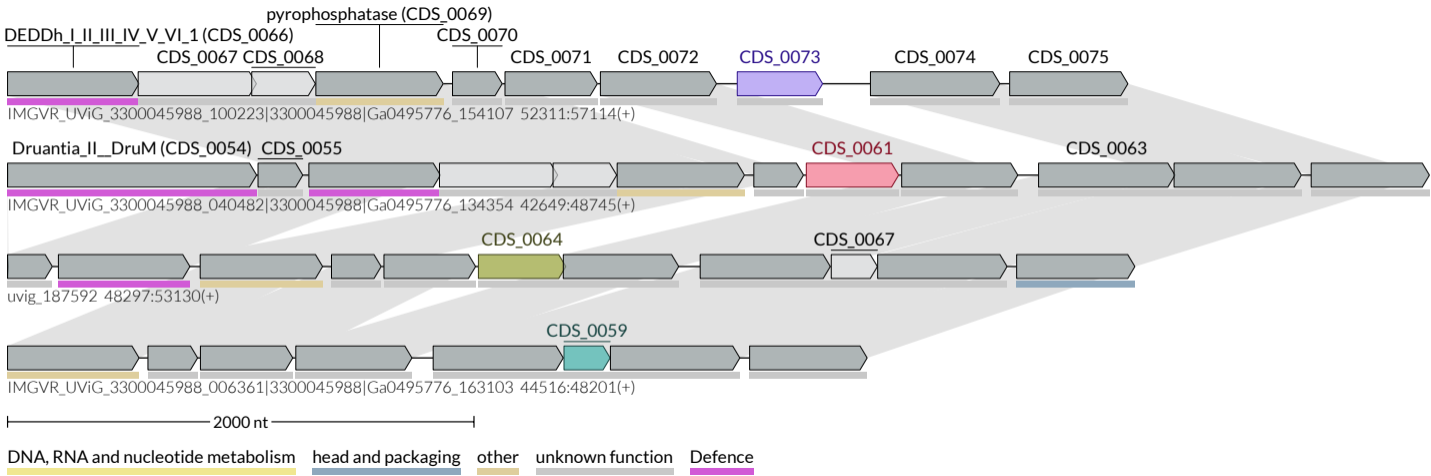 pyrophosphatase (CDS_0069)
DEDDh_I_II_III_IV_V_VI_1 (CDS_0066) CDS_0070
CDS_0067 CDS_0068 CDS_0071 CDS_0072 CDS_0073 CDS_0074 CDS_0075
IMGVR_UViG_3300045988_100223|3300045988|Ga0495776_154107 52311:57114(+)
Druantia_II__DruM (CDS_0054) CDS_0055 CDS_0061 CDS_0063
IMGVR_UViG_3300045988_040482|3300045988|Ga0495776_134354 42649:48745(+)
CDS_0064 CDS_0067
uvig_187592 48297:53130(+)
CDS_0059
IMGVR_UViG_3300045988_006361|3300045988|Ga0495776_163103 44516:48201(+)
2000 nt
DNA, RNA and nucleotide metabolism head and packaging other unknown function Defence